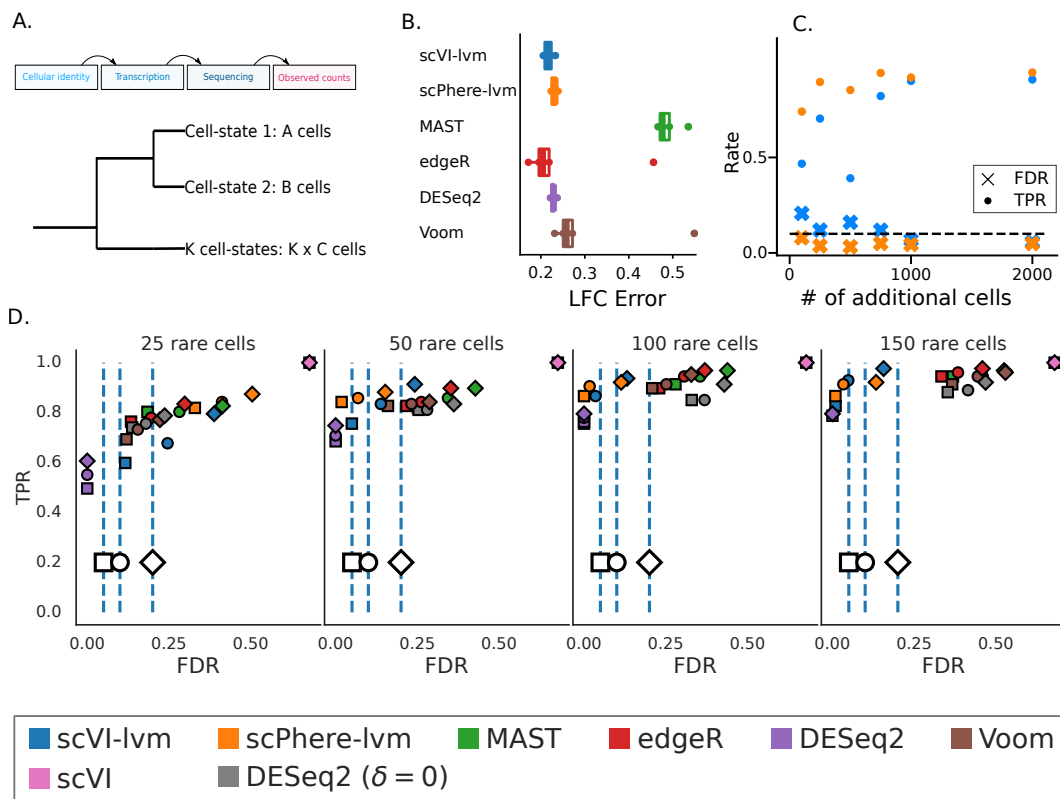 A.
Cellular identity Transcription Sequencing Observed counts
Cell-state 1: A cells
Cell-state 2: B cells
K cell-states: K x C cells
B.
scVI-lvm
scPhere-lvm
MAST
edgeR
DESeq2
Voom
0.2 0.3 0.4 0.5
LFC Error
C.
Rate
0.5
0.0
FDR
TPR
0 1000 2000
# of additional cells
D.
25 rare cells 50 rare cells 100 rare cells 150 rare cells
TPR
1.0
0.8
0.6
0.4
0.2
0.0
0.00 0.25 0.50 0.00 0.25 0.50 0.00 0.25 0.50 0.00 0.25 0.50
FDR FDR FDR FDR
scVI-lvm scPhere-lvm MAST edgeR DESeq2 Voom
scVI DESeq2 (δ = 0)